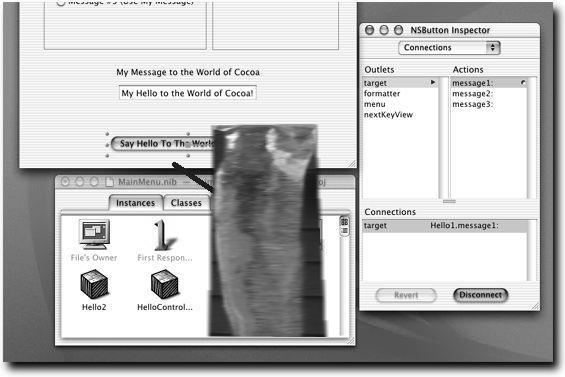 Message #3 (Use My Message)
My Message to the World of Cocoa
My Hello to the World of Cocoa!
Say Hello To The World
MainMenu.nib
Instances
Classes
File's Owner
First Respon...
Hello2
HelloControl...
NSButton Inspector
Connections
Outlets
Actions
target
message1:
formatter
message2:
menu
message3:
nextKeyView
Connections
target
Hello1.message1:
Revert
Disconnect